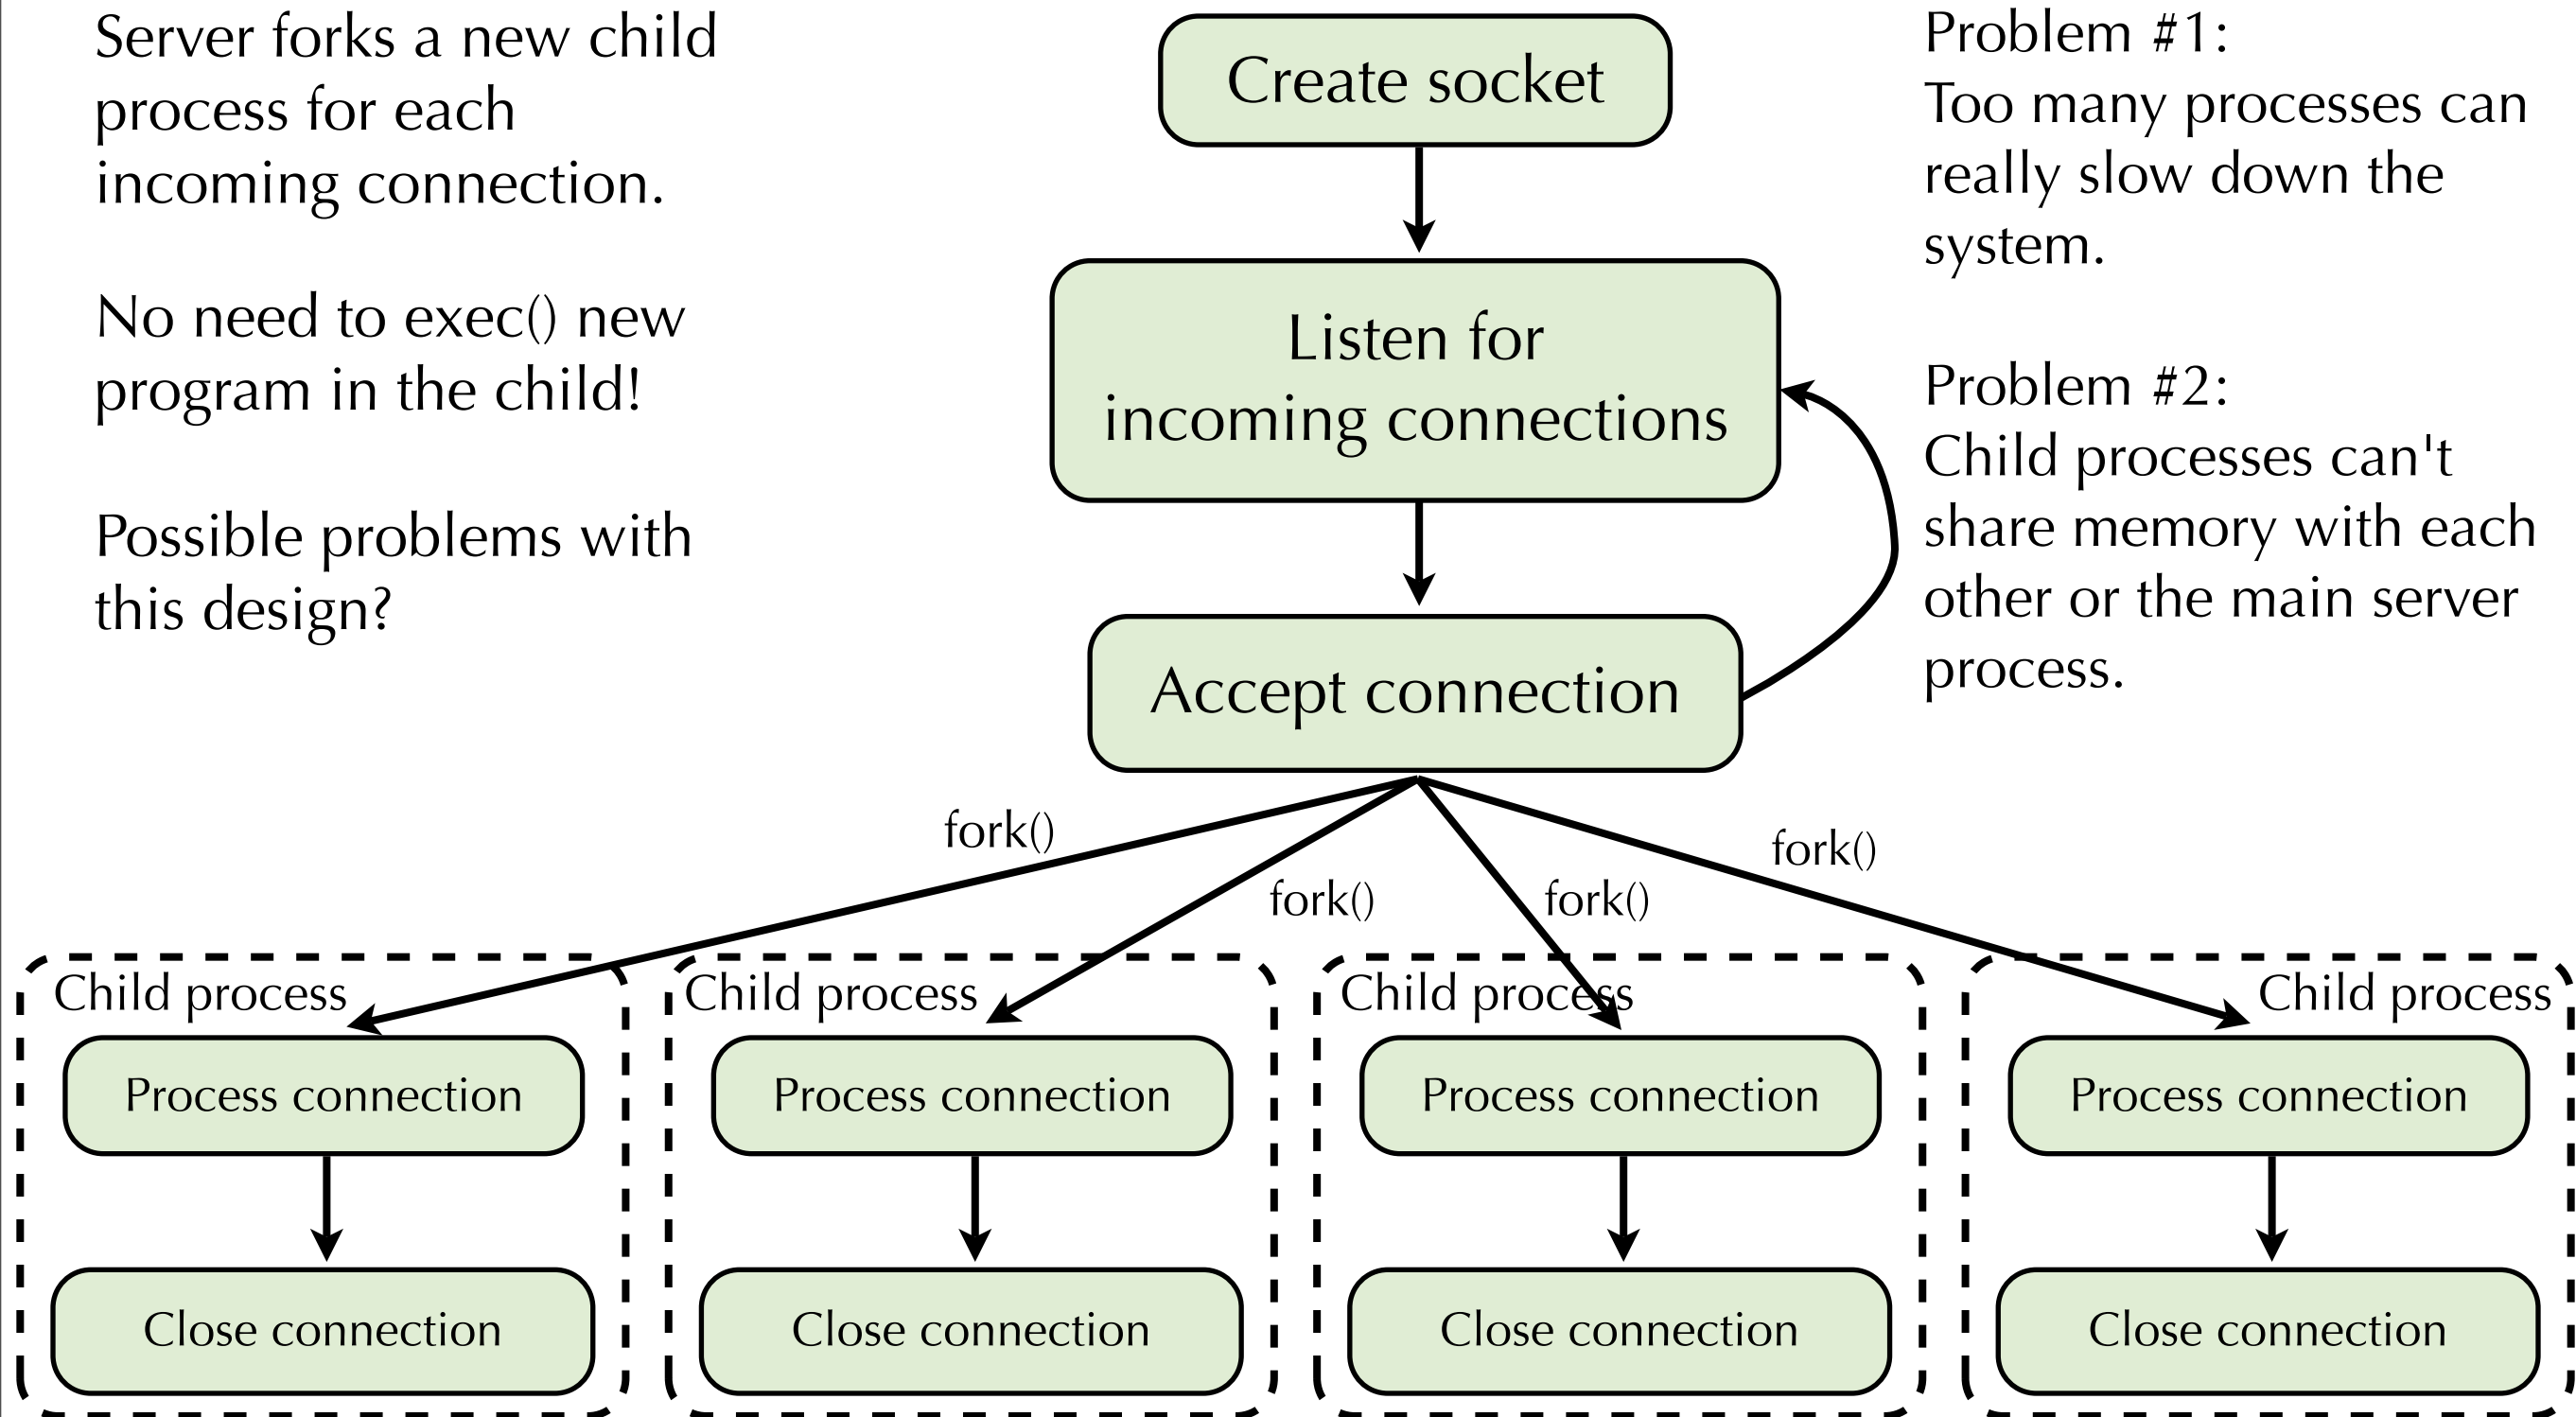 Server forks a new child
process for each
incoming connection.
No need to exec() new
program in the child!
Possible problems with
this design?
Create socket
Listen for
incoming connections
Accept connection
Problem #1:
Too many processes can
really slow down the
system.
Problem #2:
Child processes can't
share memory with each
other or the main server
process.
fork()
fork()
fork()
fork()
Child process
Process connection
Close connection
Child process
Process connection
Close connection
Child process
Process connection
Close connection
Child process
Process connection
Close connection